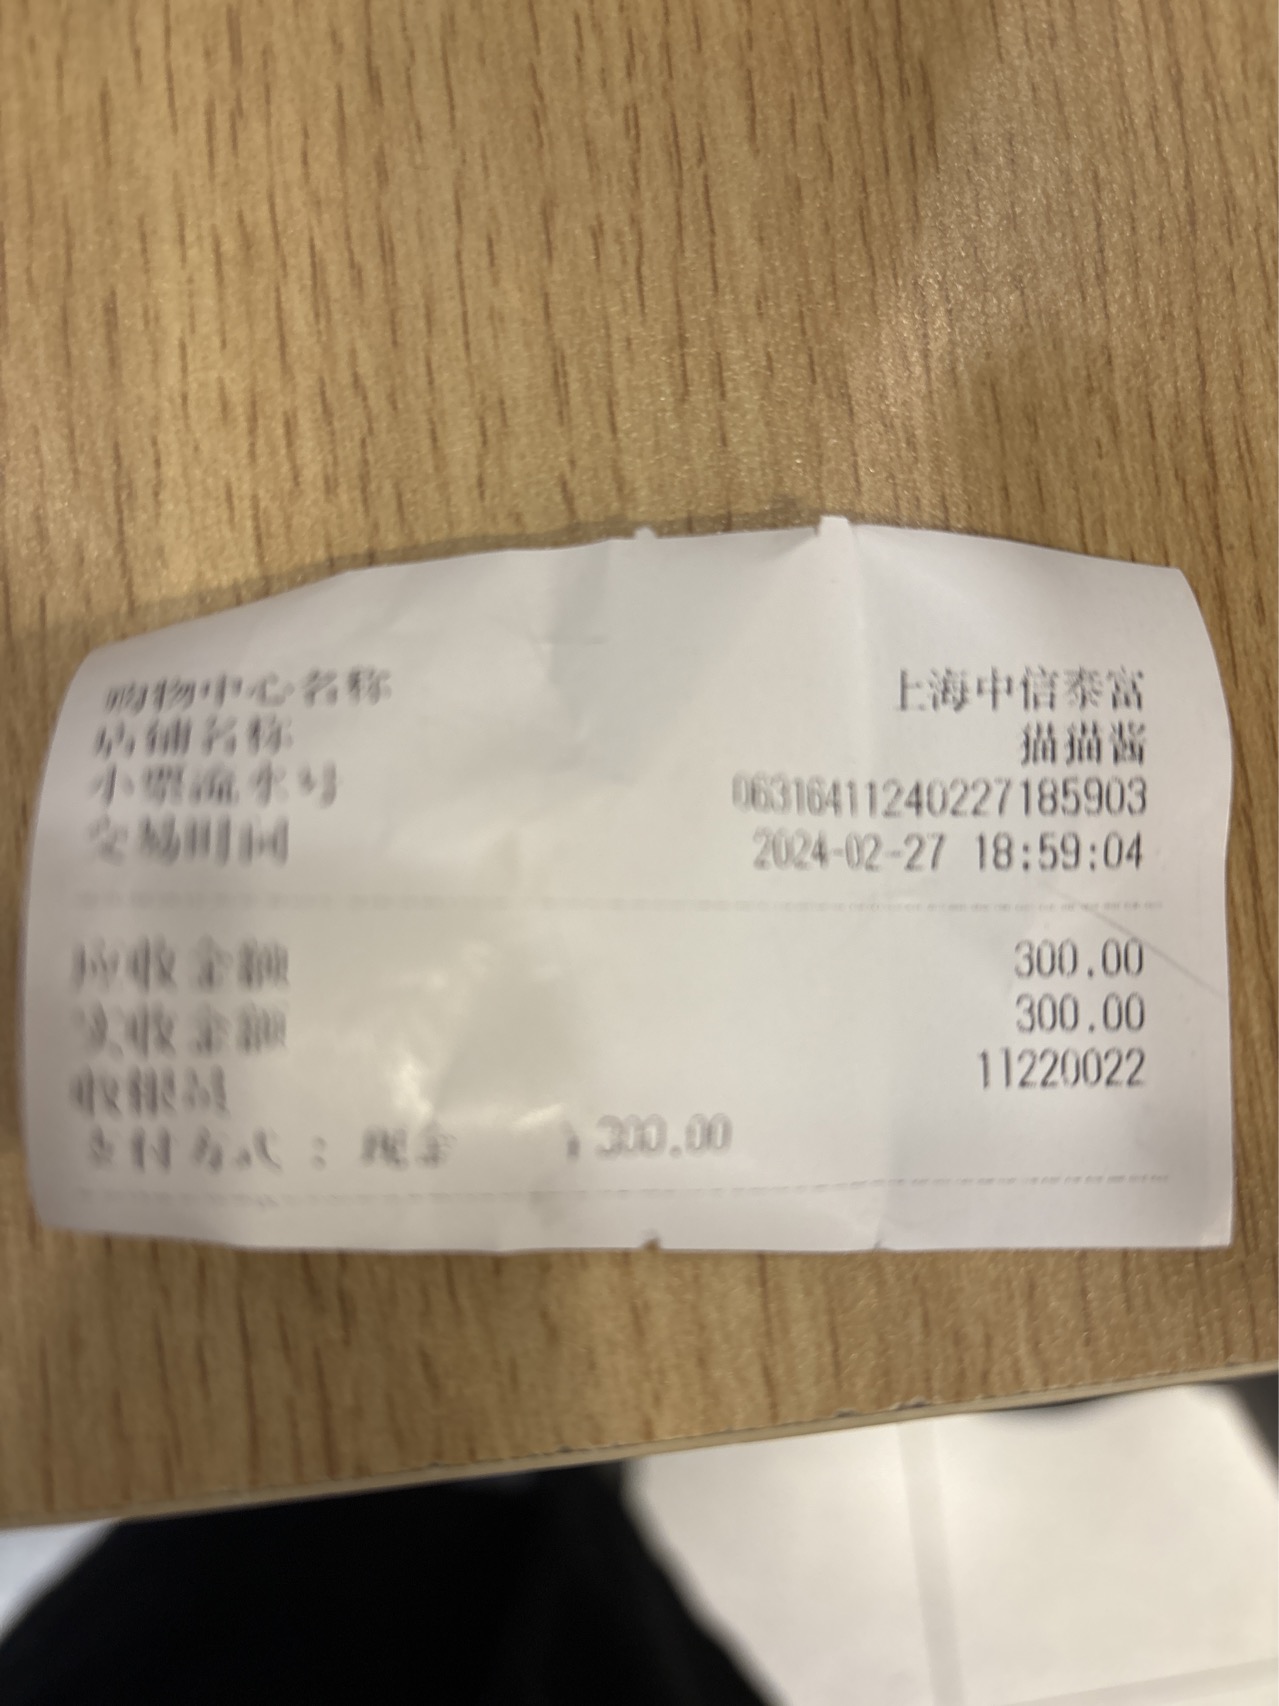 购物中心名称 上海中信泰富
店铺名称 猫猫酱
小票流水号 06316411240227185903
交易时间 2024-02-27 18:59:04
应收金额 300.00
实收金额 300.00
收银员 11220022
支付方式：现金 ¥300.00